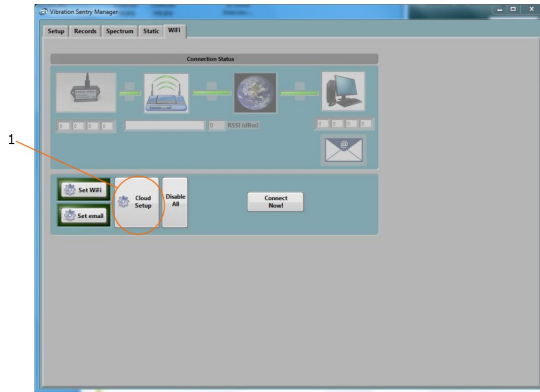 Vibration Sentry Manager
Setup Records Spectrum Static WiFi
Connection Status
0 RSSI (dBm)
@
1
Set WiFi
Set email
Cloud
Setup
Disable
All
Connect
Now!